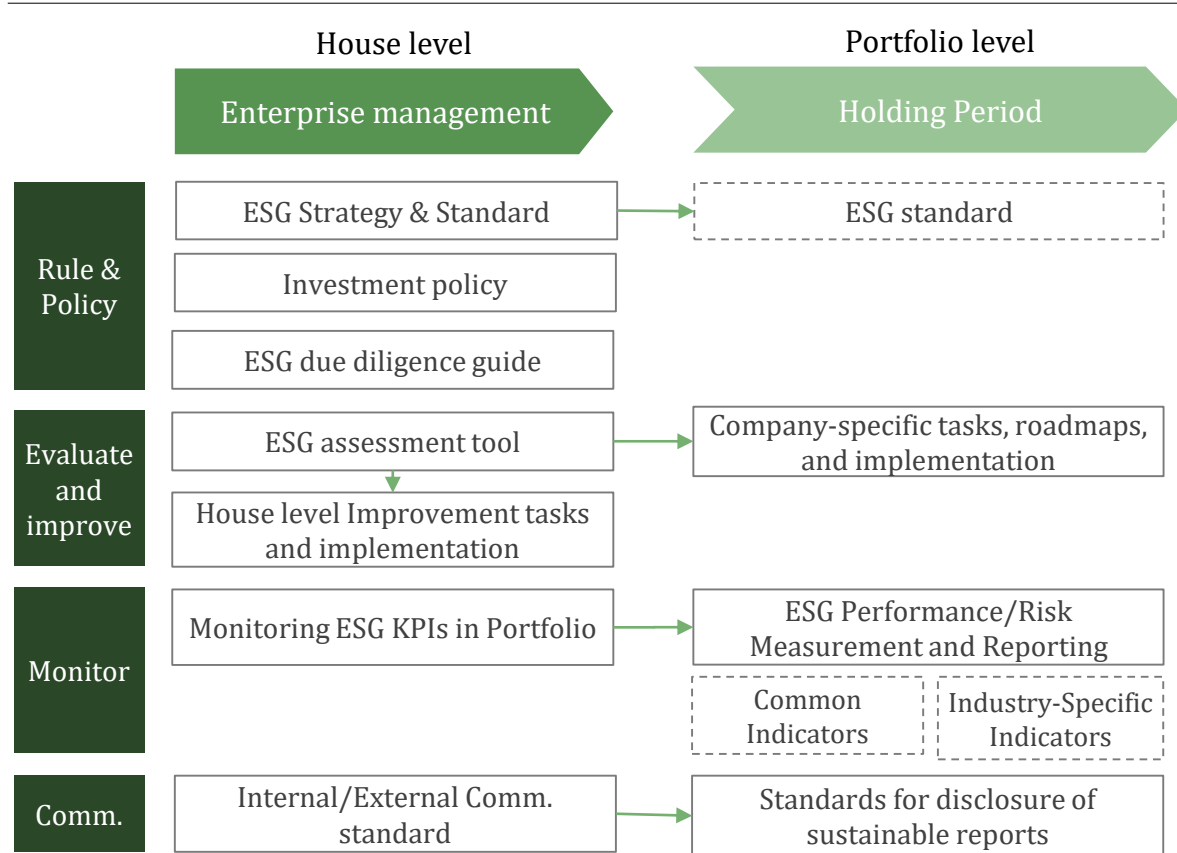 House level
Portfolio level
Enterprise management
Holding Period
Rule &
Policy
ESG Strategy & Standard
ESG standard
Investment policy
ESG due diligence guide
Evaluate
and
improve
ESG assessment tool
Company-specific tasks, roadmaps,
and implementation
House level Improvement tasks
and implementation
Monitor
Monitoring ESG KPIs in Portfolio
ESG Performance/Risk
Measurement and Reporting
Common
Indicators
Industry-Specific
Indicators
Comm.
Internal/External Comm.
standard
Standards for disclosure of
sustainable reports